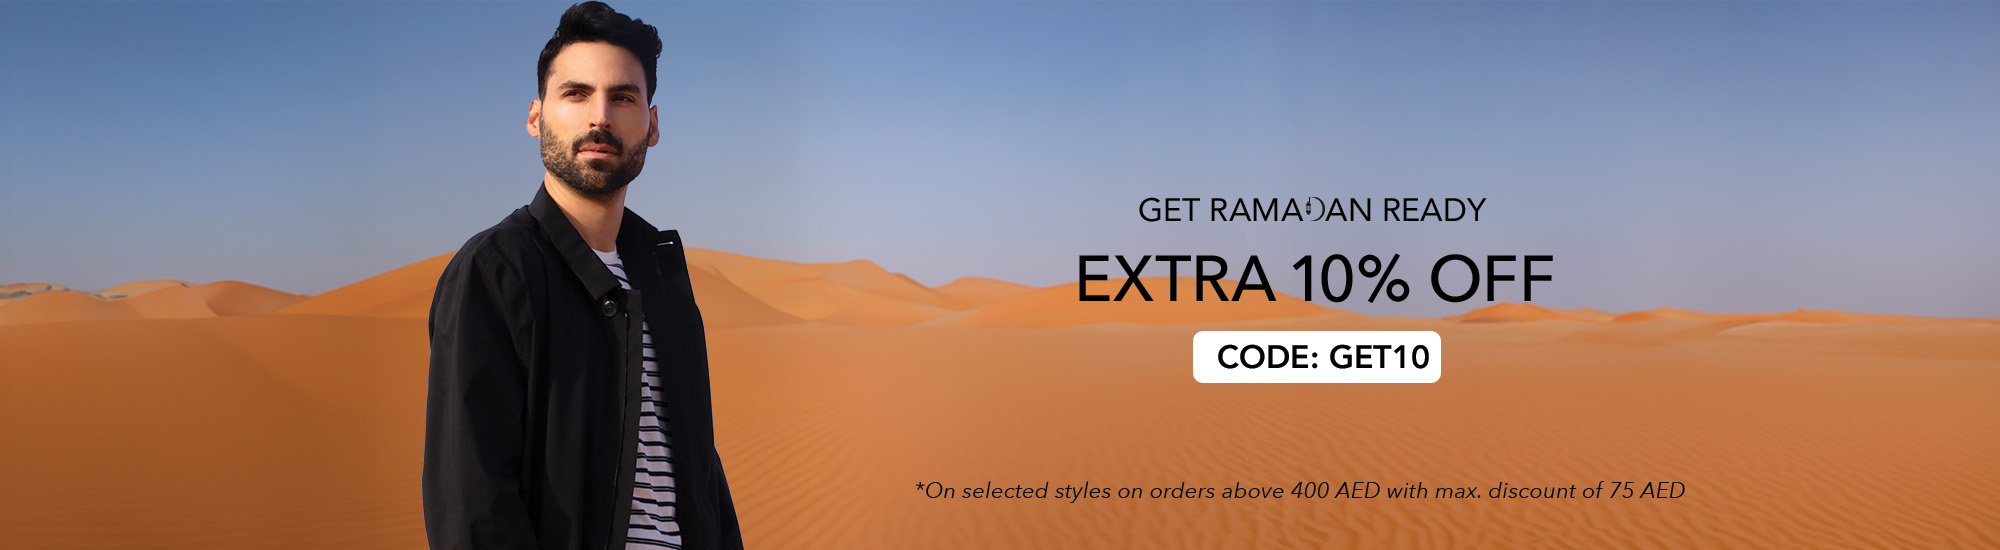 GET RAMADAN READY
EXTRA 10% OFF
CODE: GET10
*On selected styles on orders above 400 AED with max. discount of 75 AED